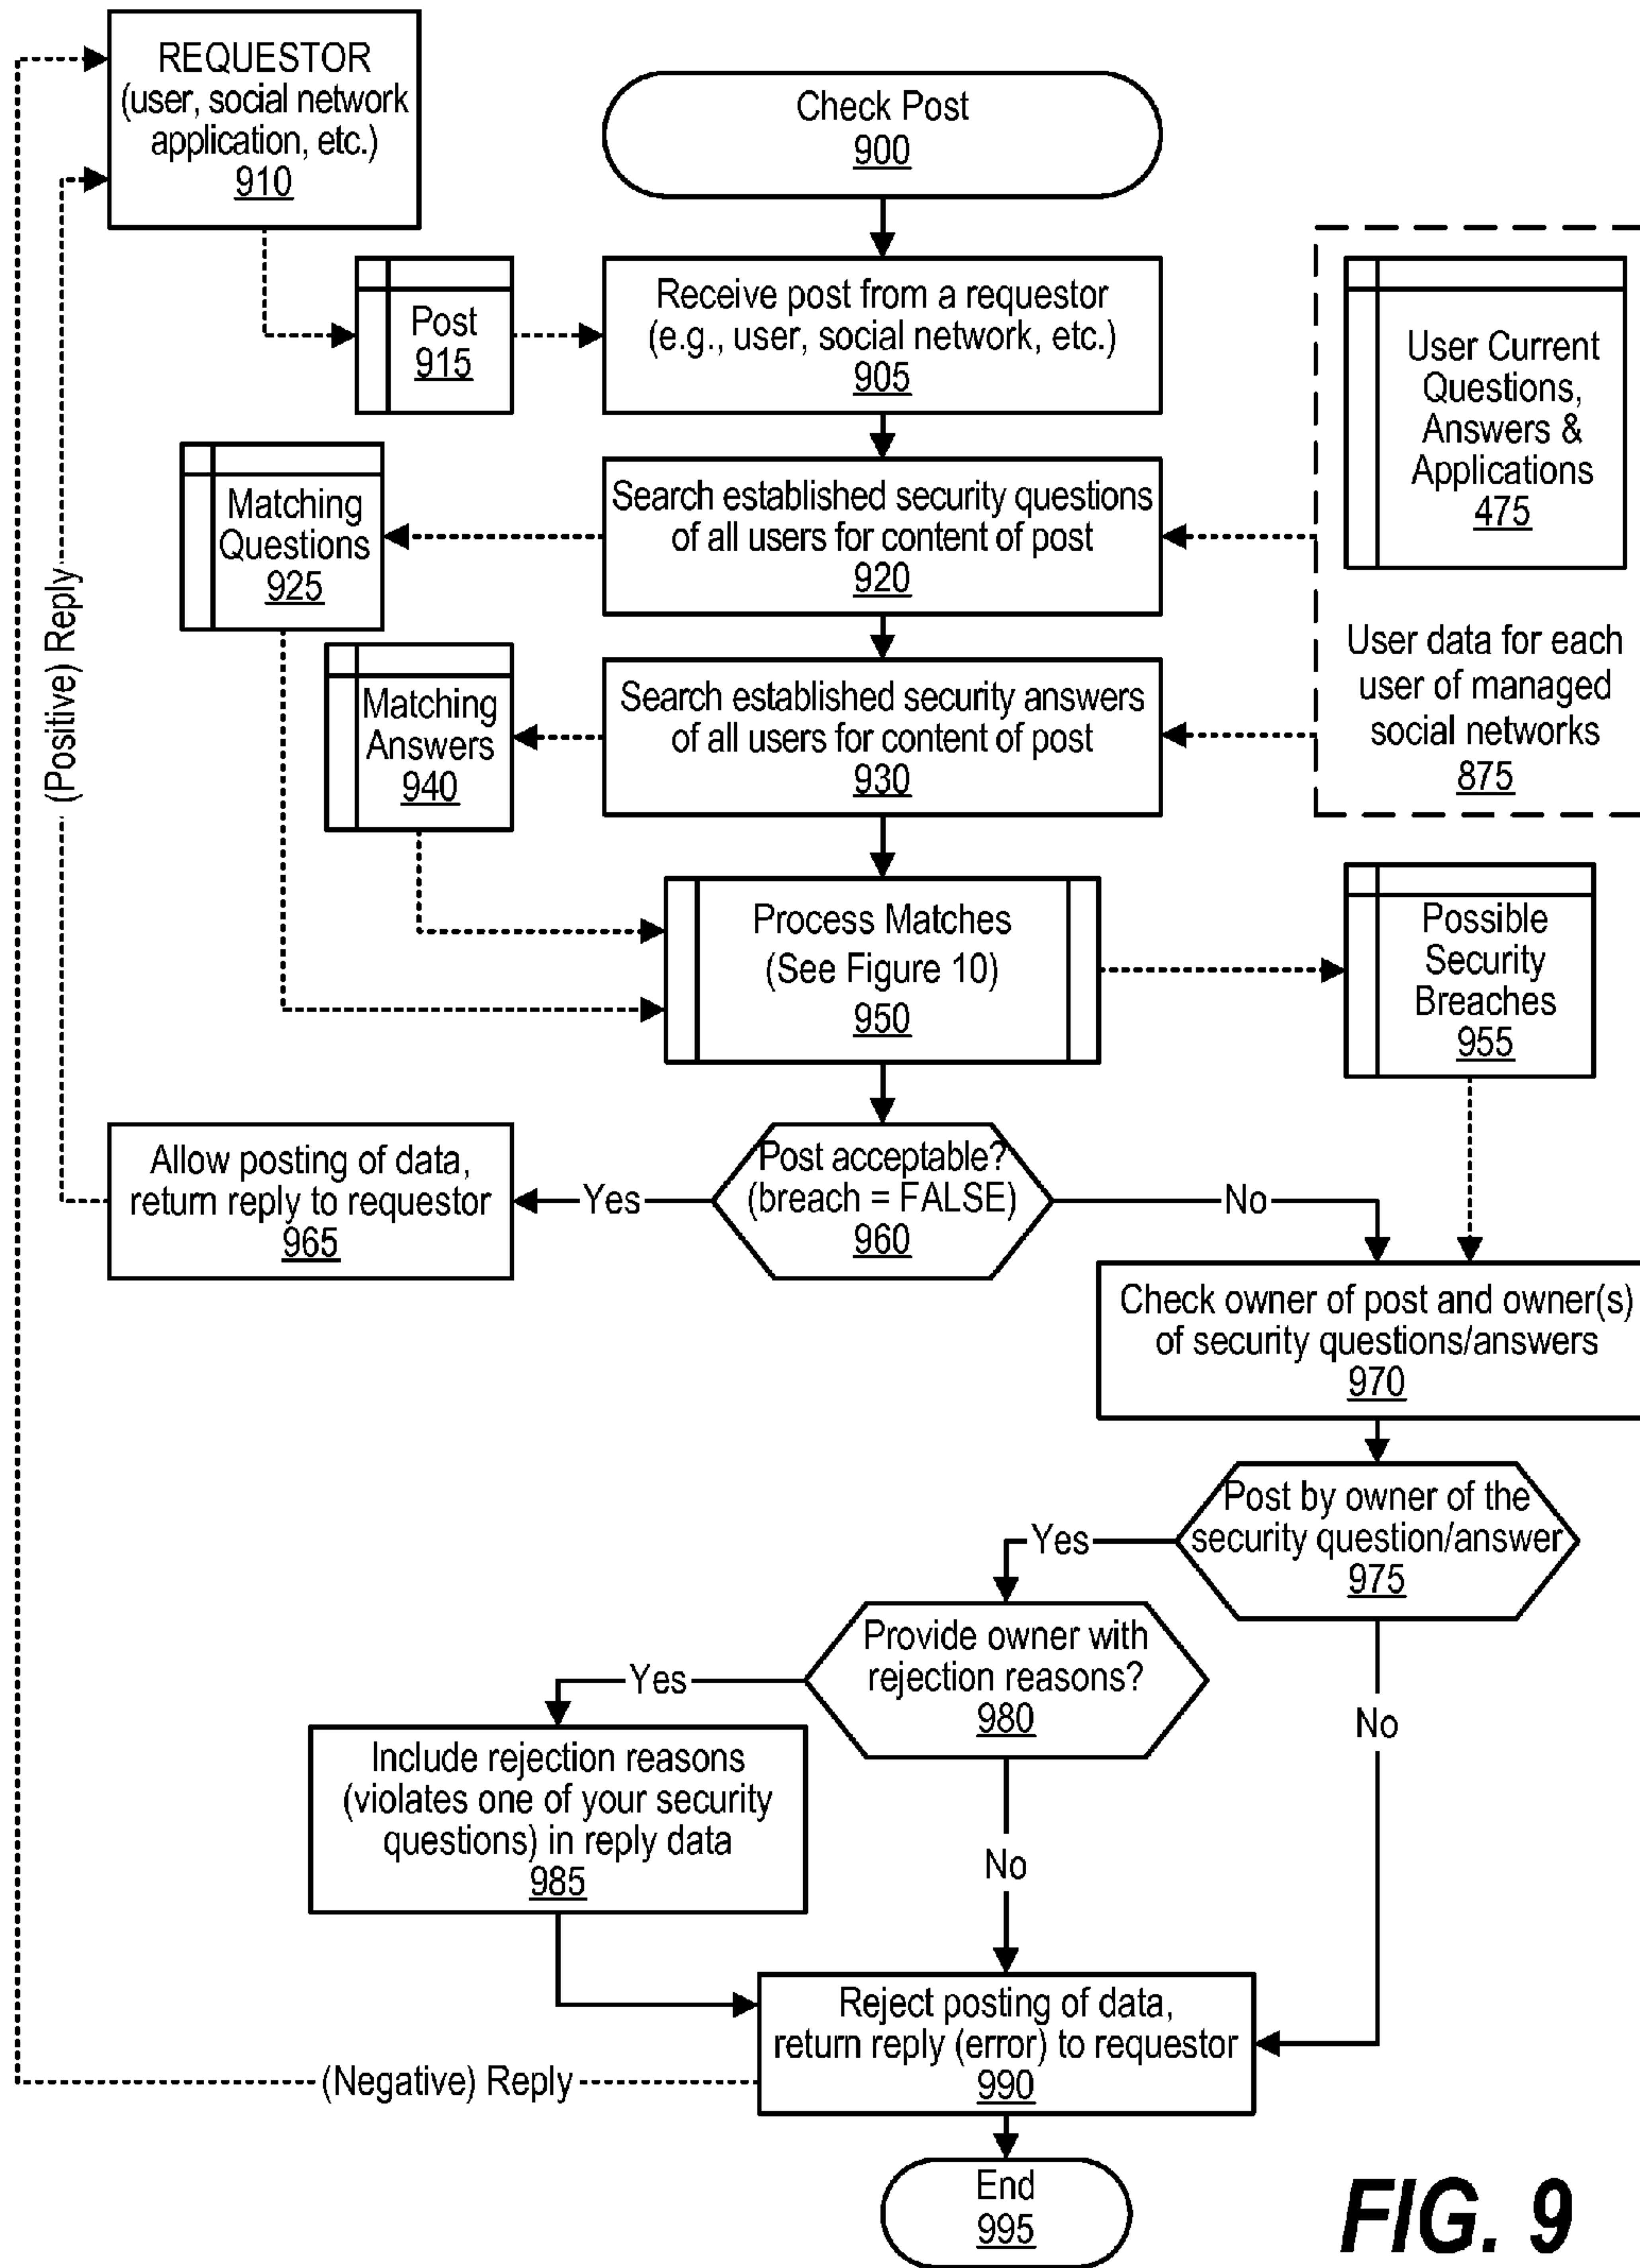 REQUESTOR
(user, social network
application, etc.)
910
Check Post
900
Post
915
Receive post from a requestor
(e.g., user, social network, etc.)
905
User Current
Questions,
Answers &
Applications
475
Matching
Questions
925
Search established security questions
of all users for content of post
920
User data for each
user of managed
social networks
875
(Positive) Reply
Matching
Answers
940
Search established security answers
of all users for content of post
930
Process Matches
(See Figure 10)
950
Possible
Security
Breaches
955
Allow posting of data,
return reply to requestor
965
Yes
Post acceptable?
(breach = FALSE)
960
No
Check owner of post and owner(s)
of security questions/answers
970
Post by owner of the
security question/answer
975
Yes
Provide owner with
rejection reasons?
980
Yes
No
Include rejection reasons
(violates one of your security
questions) in reply data
985
No
Reject posting of data,
return reply (error) to requestor
990
(Negative) Reply
End
995
FIG. 9